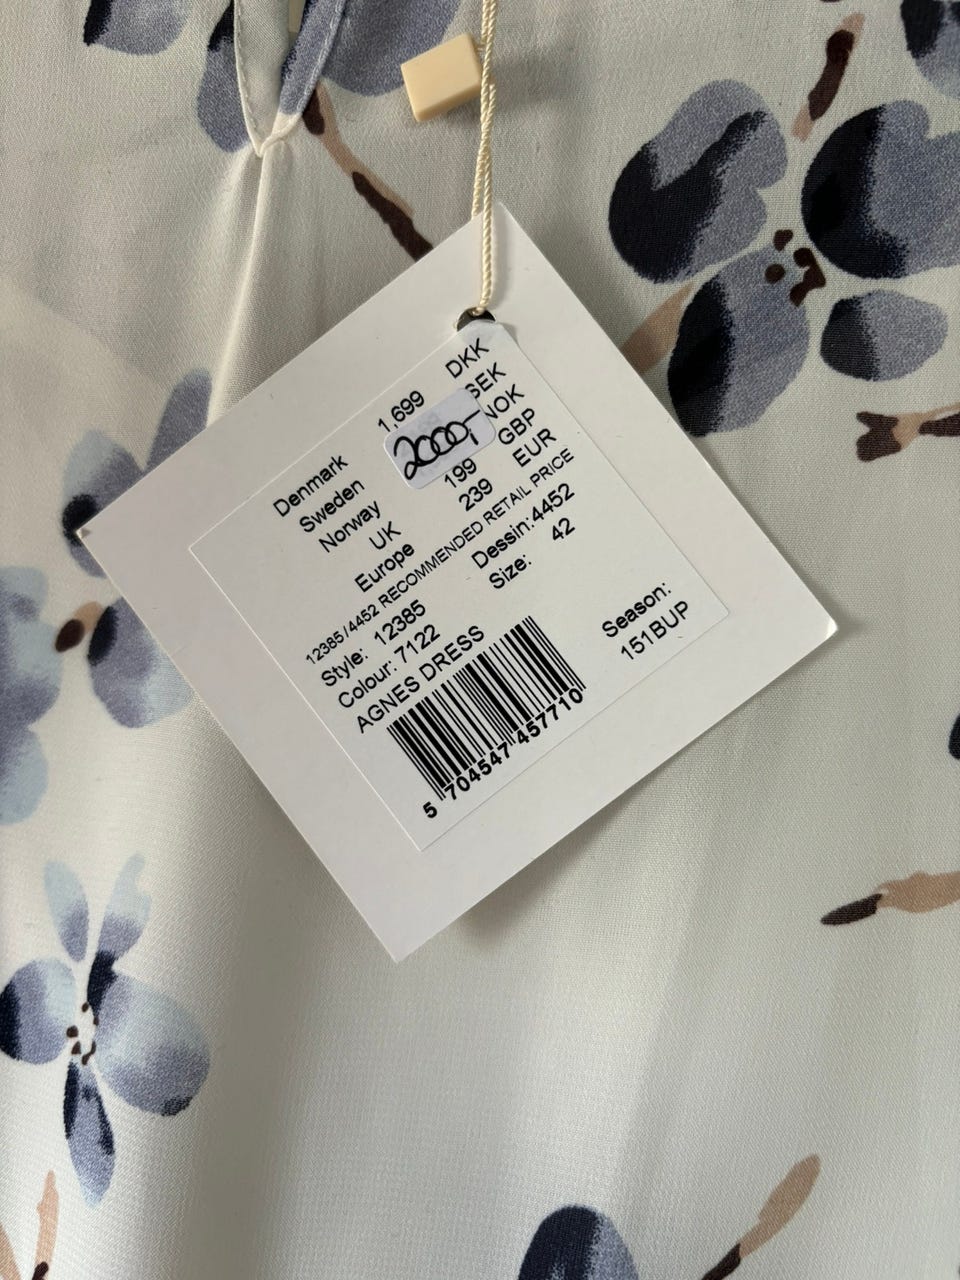 Denmark 1,699 DKK
Sweden SEK
Norway 2000,- NOK
UK 199 GBP
Europe 239 EUR
12385/4452 RECOMMENDED RETAIL PRICE
Style: 12385 Dessin:4452
Colour: 7122 Size: 42
AGNES DRESS
Season:
151BUP
5 704547 457710